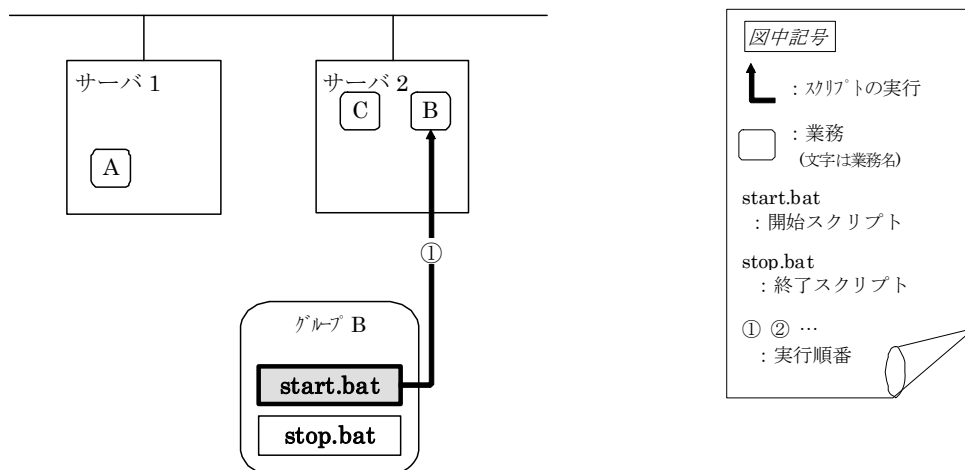 サーバ 1
サーバ 2
C
B
A
①
グループ B
start.bat
stop.bat
図中記号
：スクリプトの実行
：業務
(文字は業務名)
start.bat
：開始スクリプト
stop.bat
：終了スクリプト
① ② …
：実行順番